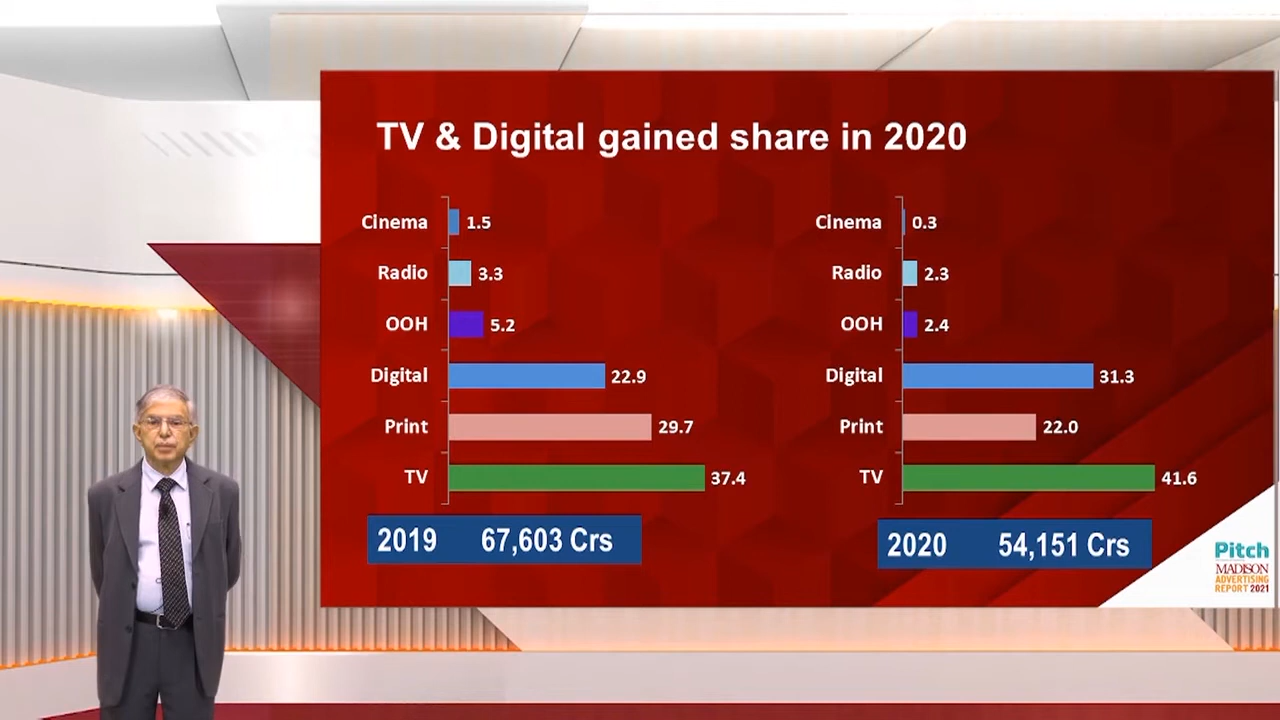 TV & Digital gained share in 2020
Cinema 1.5
Radio 3.3
OOH 5.2
Digital 22.9
Print 29.7
TV 37.4
2019 67,603 Crs
Cinema 0.3
Radio 2.3
OOH 2.4
Digital 31.3
Print 22.0
TV 41.6
2020 54,151 Crs
Pitch
MADISON
ADVERTISING
REPORT 2021